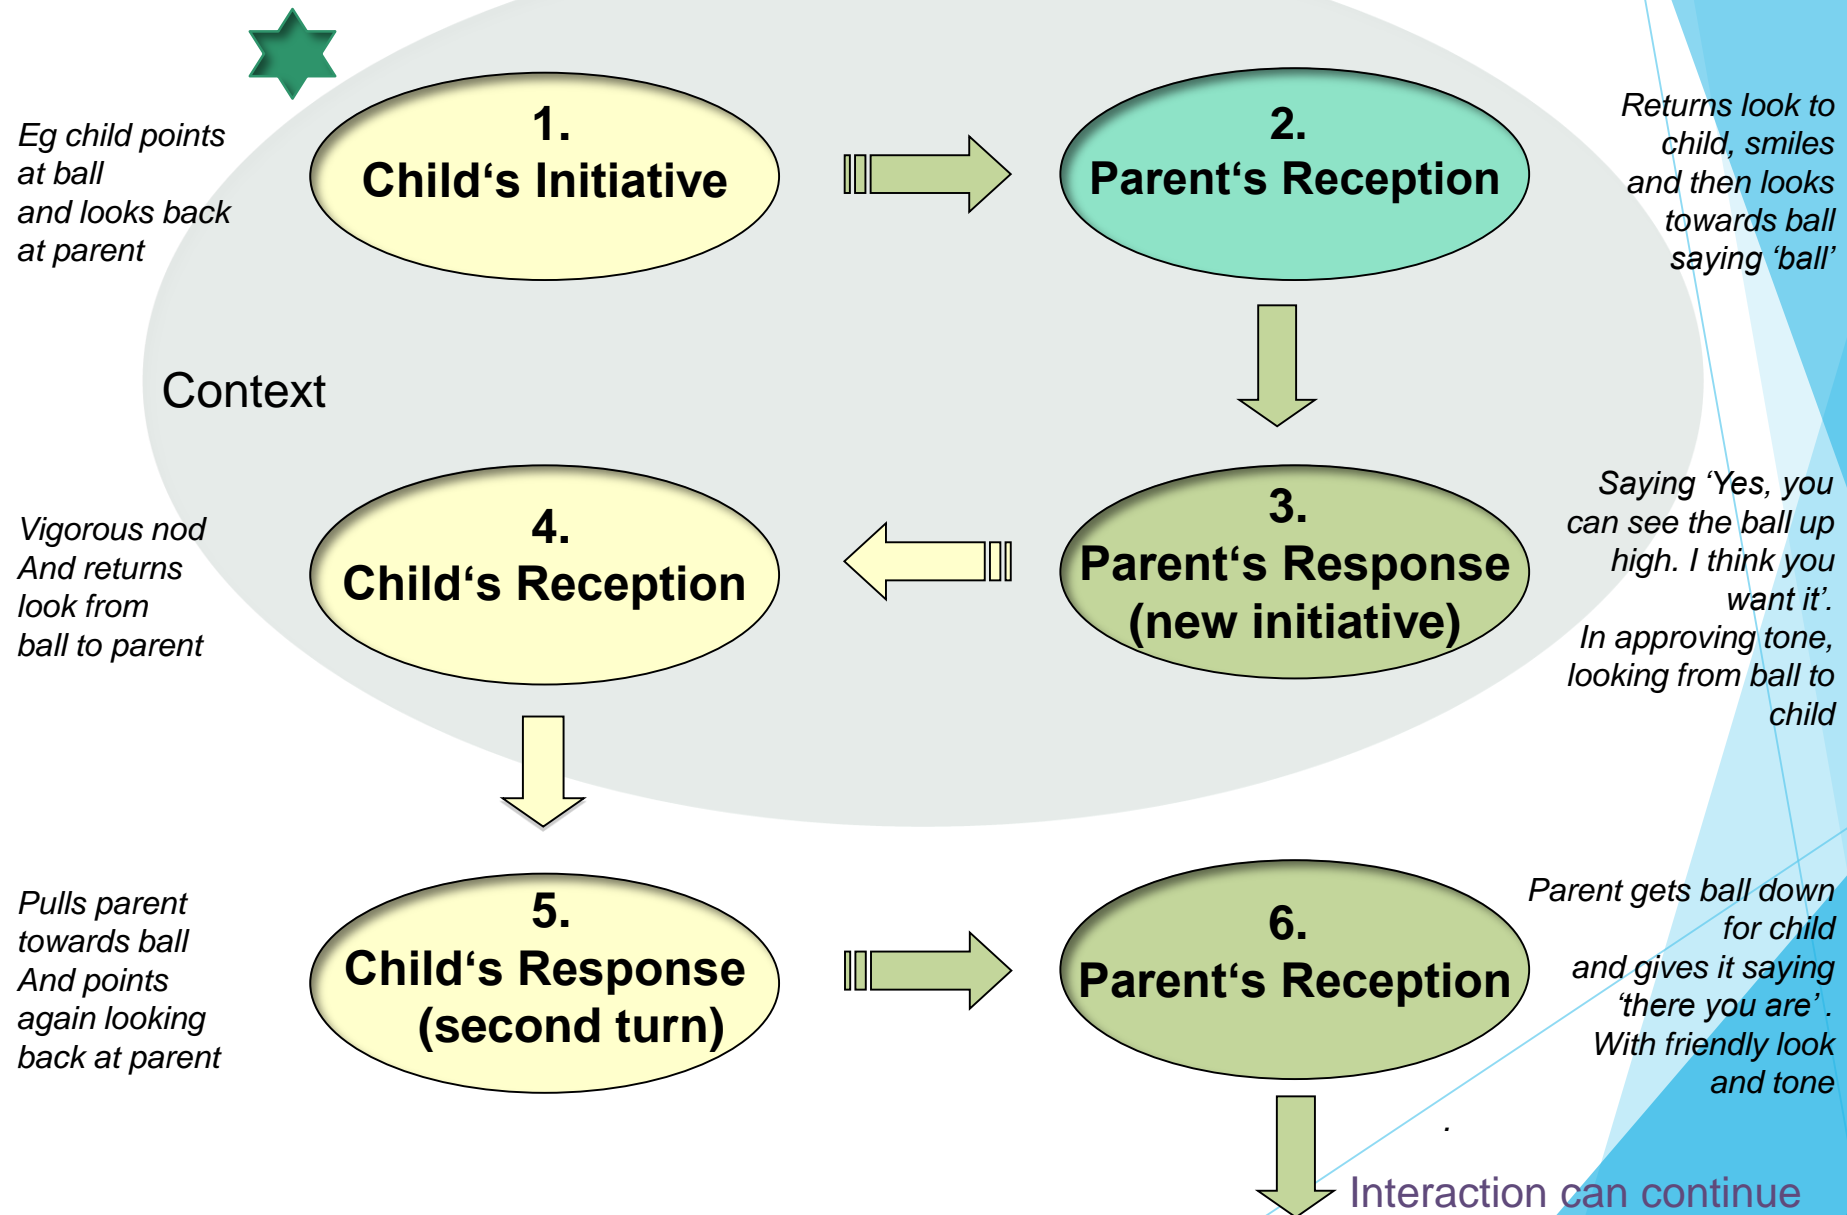 Eg child points
at ball
and looks back
at parent
1.
Child‘s Initiative
2.
Parent‘s Reception
Returns look to
child, smiles
and then looks
towards ball
saying ‘ball’
Context
Saying ‘Yes, you
can see the ball up
high. I think you
want it’.
In approving tone,
looking from ball to
child
3.
Parent‘s Response
(new initiative)
4.
Child‘s Reception
Vigorous nod
And returns
look from
ball to parent
Pulls parent
towards ball
And points
again looking
back at parent
5.
Child‘s Response
(second turn)
6.
Parent‘s Reception
Parent gets ball down
for child
and gives it saying
‘there you are’ .
With friendly look
and tone
.
Interaction can continue